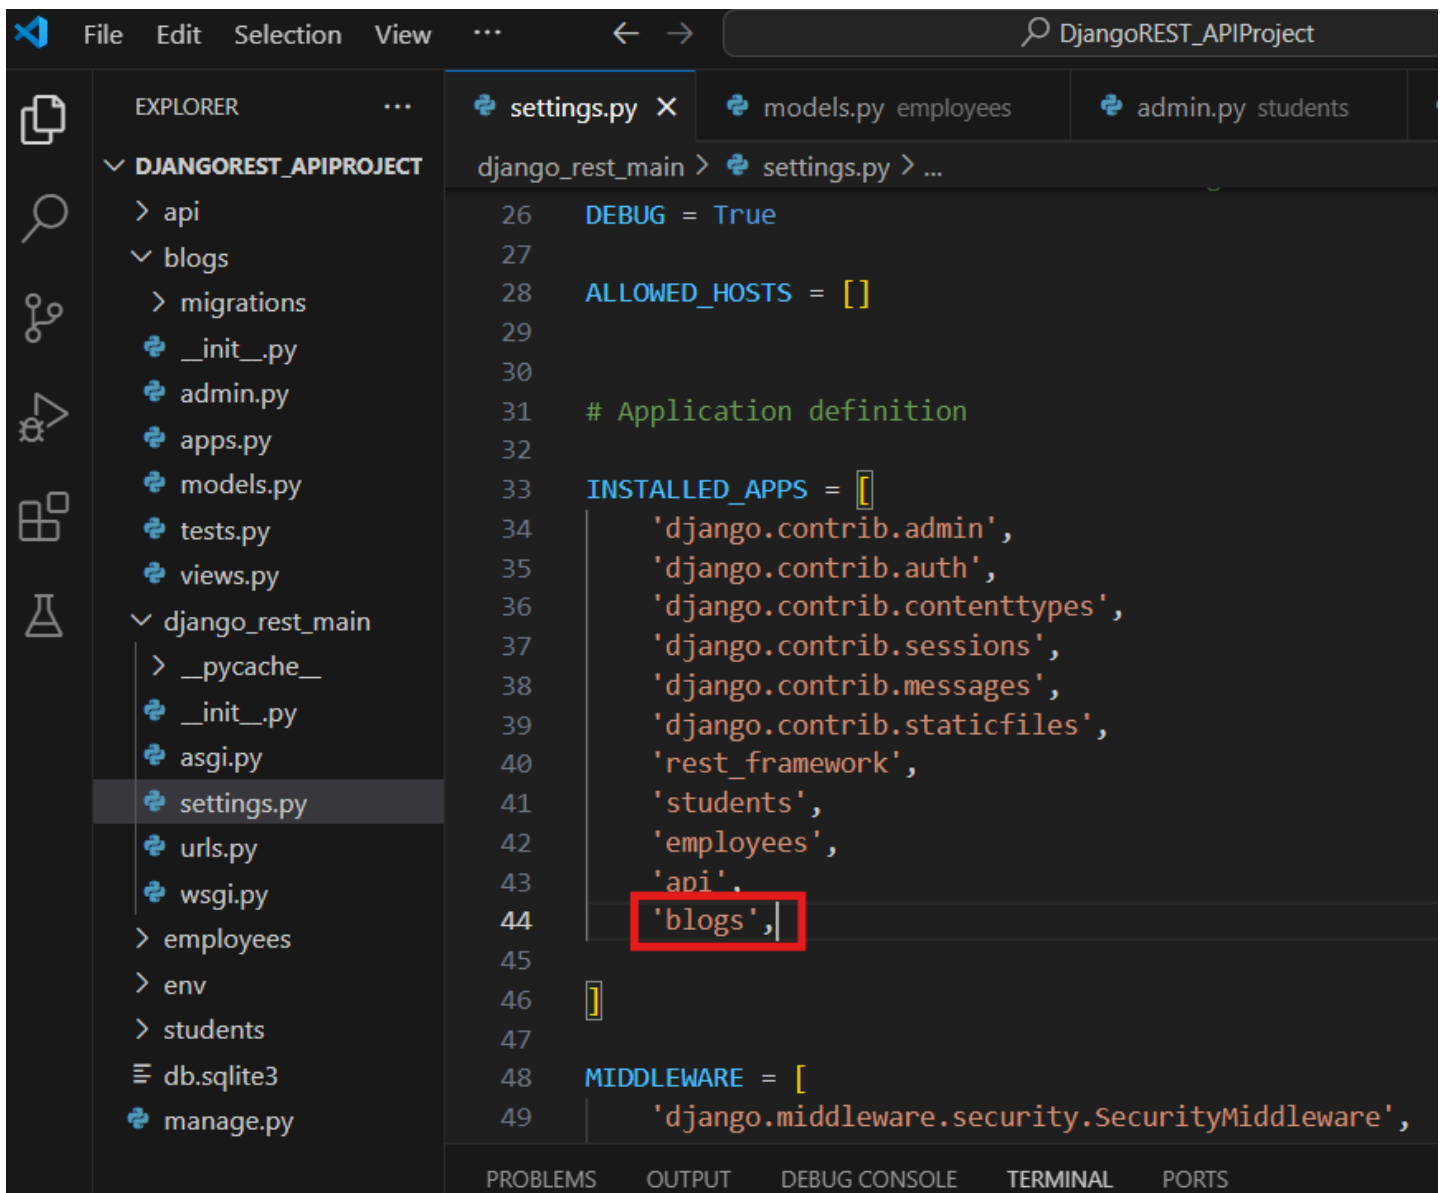 File Edit Selection View ... DjangoREST_APIProject
EXPLORER ...
DJANGOREST_APIPROJECT
api
blogs
migrations
__init__.py
admin.py
apps.py
models.py
tests.py
views.py
django_rest_main
__pycache__
__init__.py
asgi.py
settings.py
urls.py
wsgi.py
employees
env
students
db.sqlite3
manage.py
settings.py models.py employees admin.py students
django_rest_main > settings.py > ...
26 DEBUG = True
27
28 ALLOWED_HOSTS = []
29
30
31 # Application definition
32
33 INSTALLED_APPS = [
34 'django.contrib.admin',
35 'django.contrib.auth',
36 'django.contrib.contenttypes',
37 'django.contrib.sessions',
38 'django.contrib.messages',
39 'django.contrib.staticfiles',
40 'rest_framework',
41 'students',
42 'employees',
43 'api',
44 'blogs',
45
46 ]
47
48 MIDDLEWARE = [
49 'django.middleware.security.SecurityMiddleware',
PROBLEMS OUTPUT DEBUG CONSOLE TERMINAL PORTS